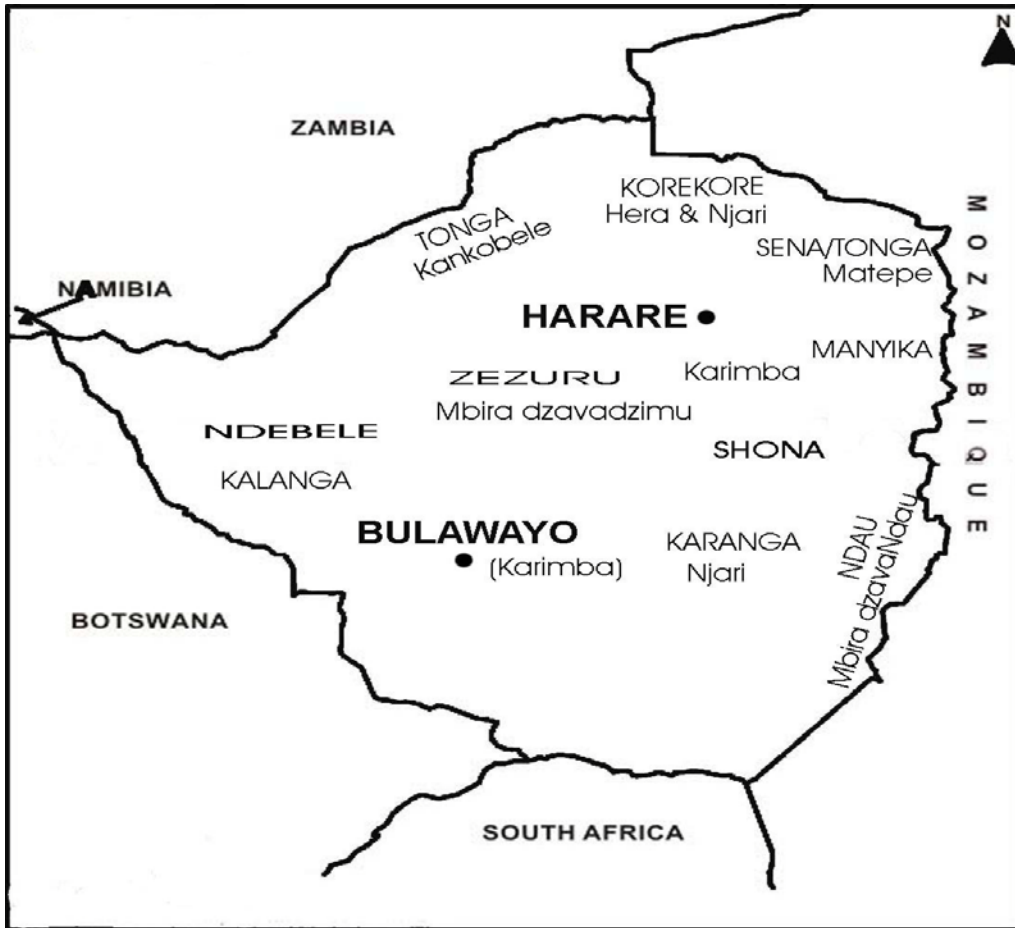 N
ZAMBIA
KOREKORE
Hera & Njari
TONGA
Kankobele
SENA/TONGA
Matepe
MOZAMBIQUE
NAMIBIA
HARARE
MANYIKA
ZEZURU
Karimba
Mbira dzavadzimu
NDEBELE
SHONA
KALANGA
BULAWAYO
(Karimba)
KARANGA
Njari
NDAU
Mbira dzavaNdau
BOTSWANA
SOUTH AFRICA